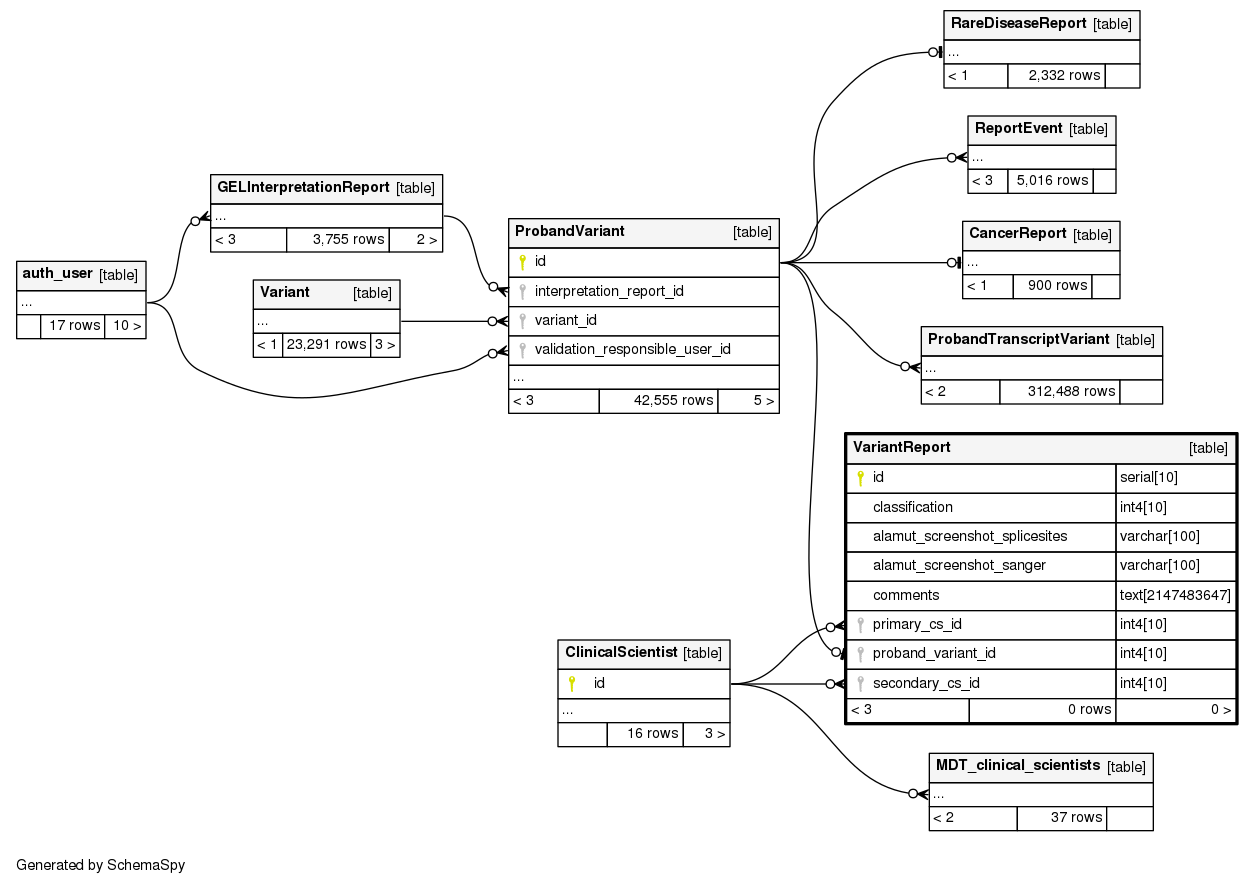 RareDiseaseReport [table]
...
< 1 2,332 rows
ReportEvent [table]
...
< 3 5,016 rows
GELInterpretationReport [table]
...
< 3 3,755 rows 2 >
ProbandVariant [table]
id
interpretation_report_id
variant_id
validation_responsible_user_id
...
< 3 42,555 rows 5 >
CancerReport [table]
...
< 1 900 rows
auth_user [table]
...
17 rows 10 >
Variant [table]
...
< 1 23,291 rows 3 >
ProbandTranscriptVariant [table]
...
< 2 312,488 rows
VariantReport [table]
id serial[10]
classification int4[10]
alamut_screenshot_splicesites varchar[100]
alamut_screenshot_sanger varchar[100]
comments text[2147483647]
primary_cs_id int4[10]
proband_variant_id int4[10]
secondary_cs_id int4[10]
< 3 0 rows 0 >
ClinicalScientist [table]
id
...
16 rows 3 >
MDT_clinical_scientists [table]
...
< 2 37 rows
Generated by SchemaSpy